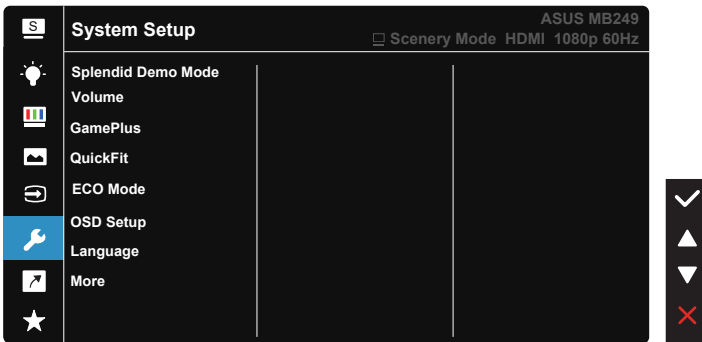 S
System Setup
ASUS MB249
Scenery Mode HDMI 1080p 60Hz
Splendid Demo Mode
Volume
GamePlus
QuickFit
ECO Mode
OSD Setup
Language
More